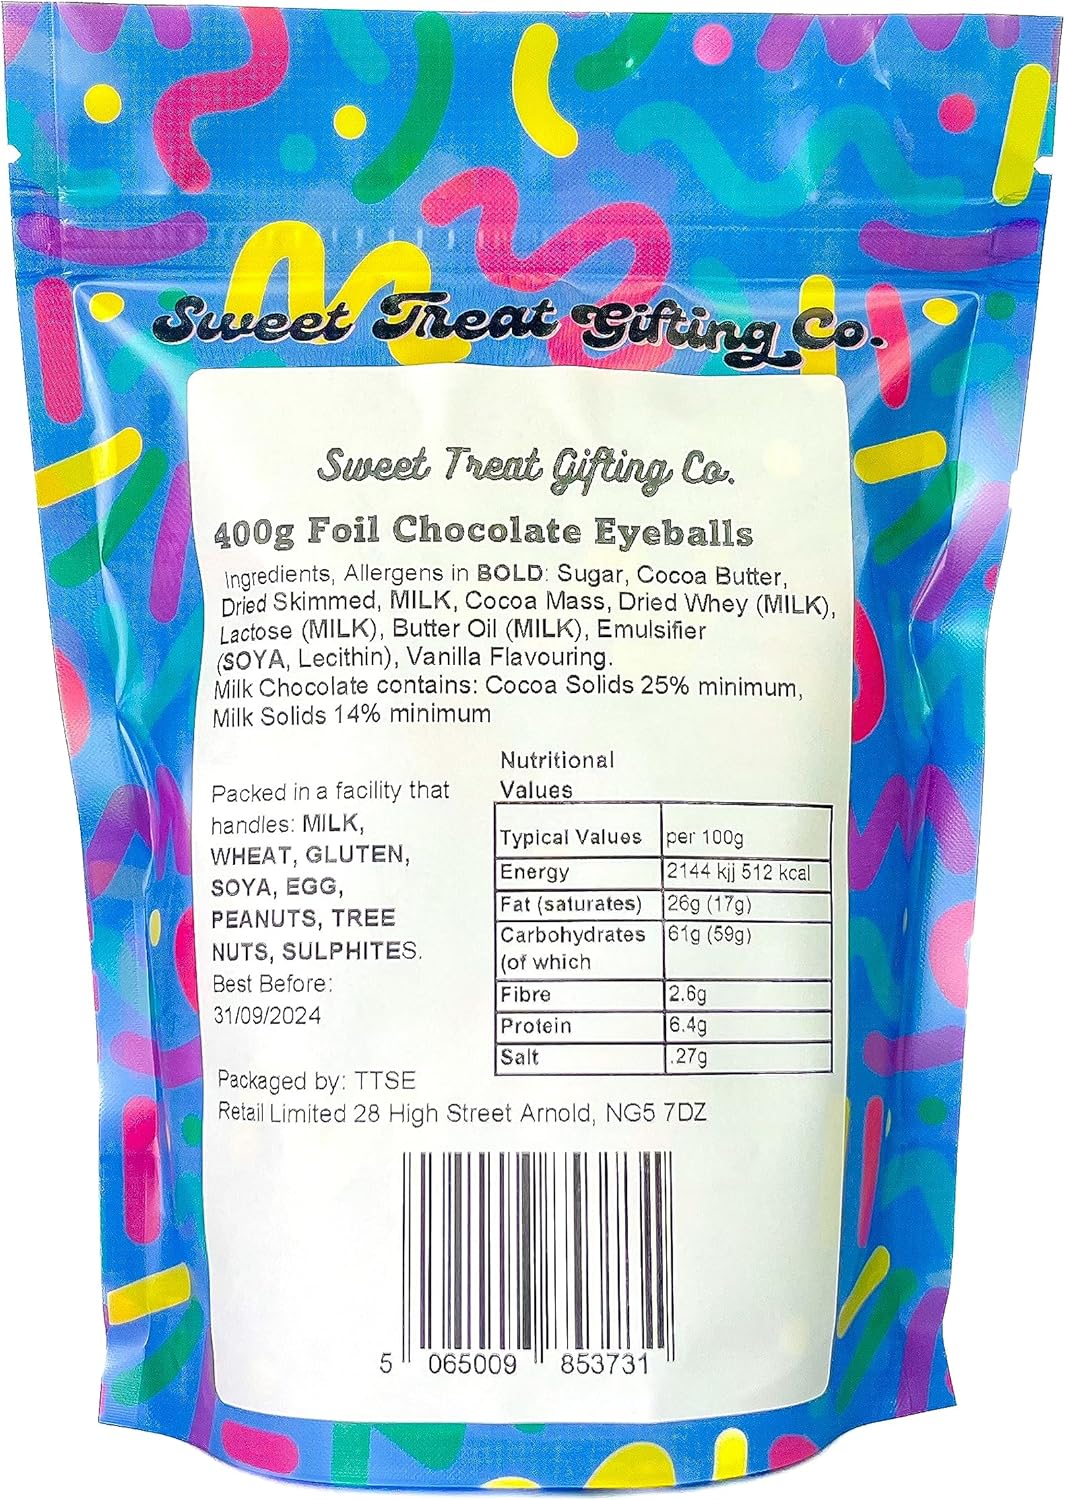 Sweet Treat Gifting Co.
Sweet Treat Gifting Co.
400g Foil Chocolate Eyeballs
Ingredients, Allergens in BOLD: Sugar, Cocoa Butter,
Dried Skimmed, MILK, Cocoa Mass, Dried Whey (MILK),
Lactose (MILK), Butter Oil (MILK), Emulsifier
(SOYA, Lecithin), Vanilla Flavouring.
Milk Chocolate contains: Cocoa Solids 25% minimum,
Milk Solids 14% minimum
Packed in a facility that
handles: MILK,
WHEAT, GLUTEN,
SOYA, EGG,
PEANUTS, TREE
NUTS, SULPHITES.
Best Before:
31/09/2024
Nutritional
Values
Typical Values per 100g
Energy 2144 kjj 512 kcal
Fat (saturates) 26g (17g)
Carbohydrates 61g (59g)
(of which
Fibre 2.6g
Protein 6.4g
Salt .27g
Packaged by: TTSE
Retail Limited 28 High Street Arnold, NG5 7DZ
5 065009 853731